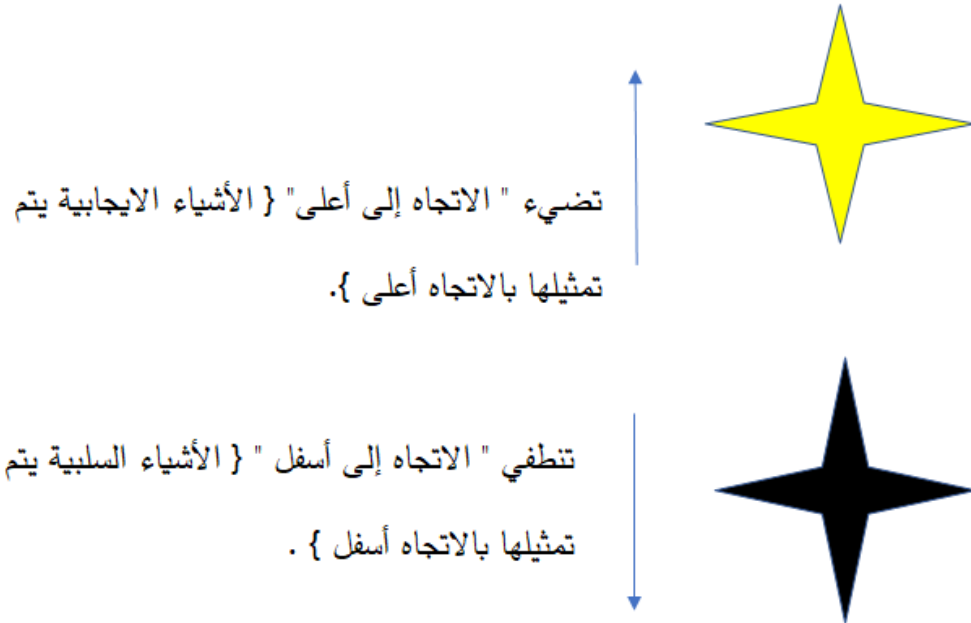 تضيء " الاتجاه إلى أعلى" { الأشياء الايجابية يتم
تمثيلها بالاتجاه أعلى }.
تنطفي " الاتجاه إلى أسفل " { الأشياء السلبية يتم
تمثيلها بالاتجاه أسفل } .